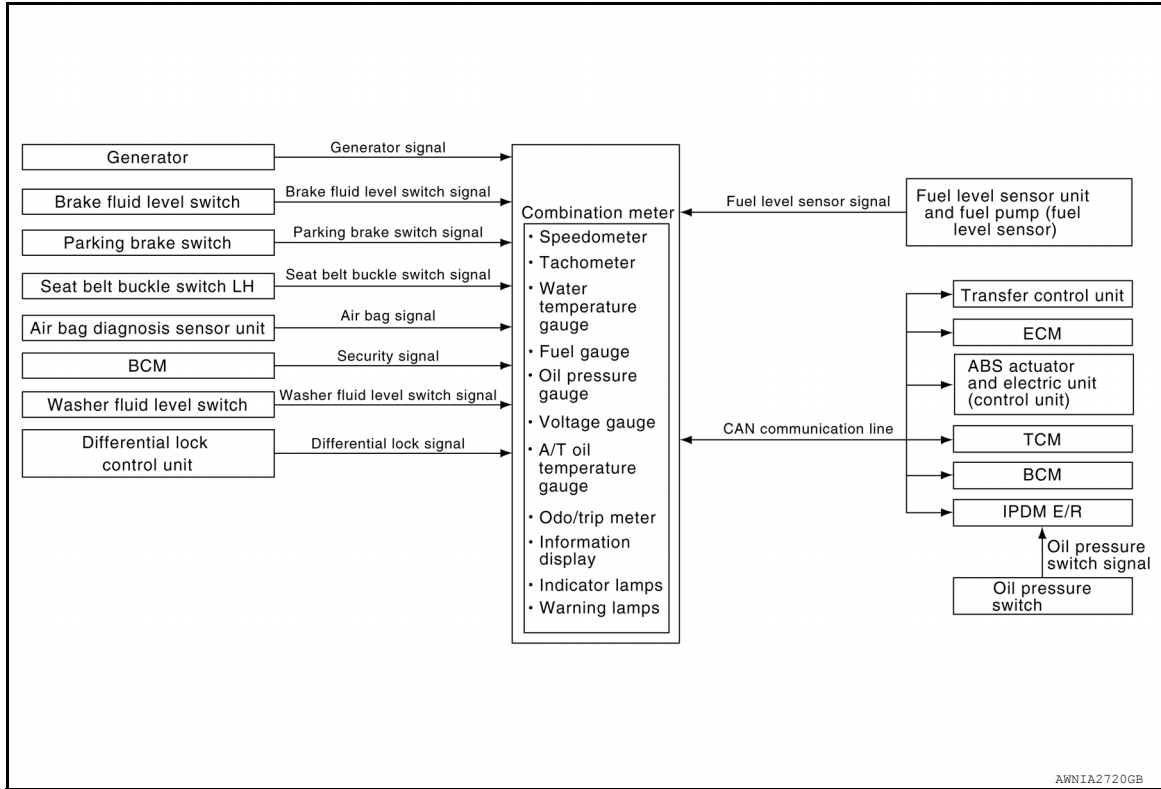 Generator
Generator signal
Brake fluid level switch
Brake fluid level switch signal
Parking brake switch
Parking brake switch signal
Seat belt buckle switch LH
Seat belt buckle switch signal
Air bag diagnosis sensor unit
Air bag signal
BCM
Security signal
Washer fluid level switch
Washer fluid level switch signal
Differential lock
control unit
Differential lock signal
Combination meter
· Speedometer
· Tachometer
· Water
temperature
gauge
· Fuel gauge
· Oil pressure
gauge
· Voltage gauge
· A/T oil
temperature
gauge
· Odo/trip meter
· Information
display
· Indicator lamps
· Warning lamps
Fuel level sensor signal
Fuel level sensor unit
and fuel pump (fuel
level sensor)
CAN communication line
Transfer control unit
ECM
ABS actuator
and electric unit
(control unit)
TCM
BCM
IPDM E/R
Oil pressure
switch signal
Oil pressure
switch
AWNIA2720GB